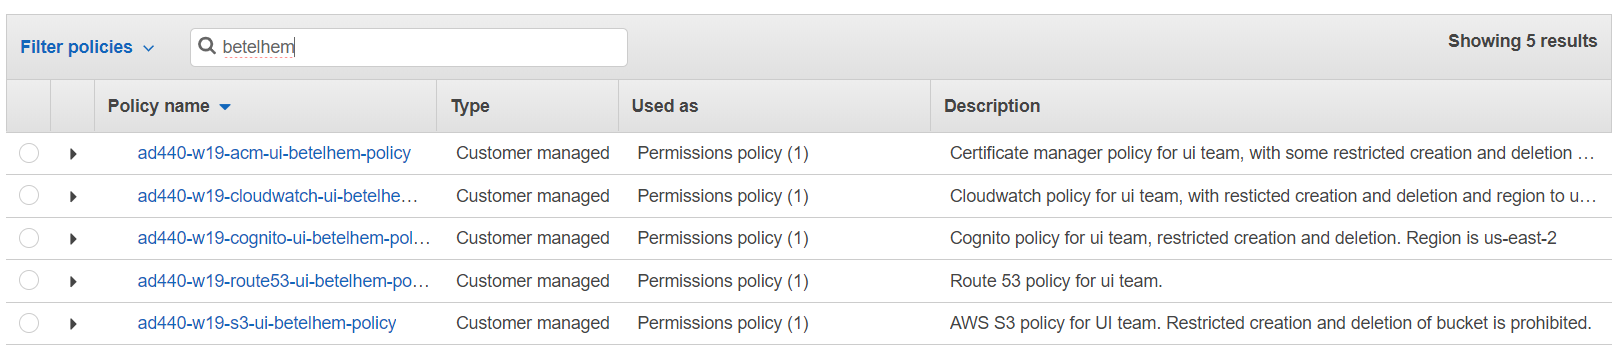 Filter policies betelhem Showing 5 results
Policy name Type Used as Description
ad440-w19-acm-ui-betelhem-policy Customer managed Permissions policy (1) Certificate manager policy for ui team, with some restricted creation and deletion …
ad440-w19-cloudwatch-ui-betelhe… Customer managed Permissions policy (1) Cloudwatch policy for ui team, with resticted creation and deletion and region to u…
ad440-w19-cognito-ui-betelhem-pol… Customer managed Permissions policy (1) Cognito policy for ui team, restricted creation and deletion. Region is us-east-2
ad440-w19-route53-ui-betelhem-po… Customer managed Permissions policy (1) Route 53 policy for ui team.
ad440-w19-s3-ui-betelhem-policy Customer managed Permissions policy (1) AWS S3 policy for UI team. Restricted creation and deletion of bucket is prohibited.